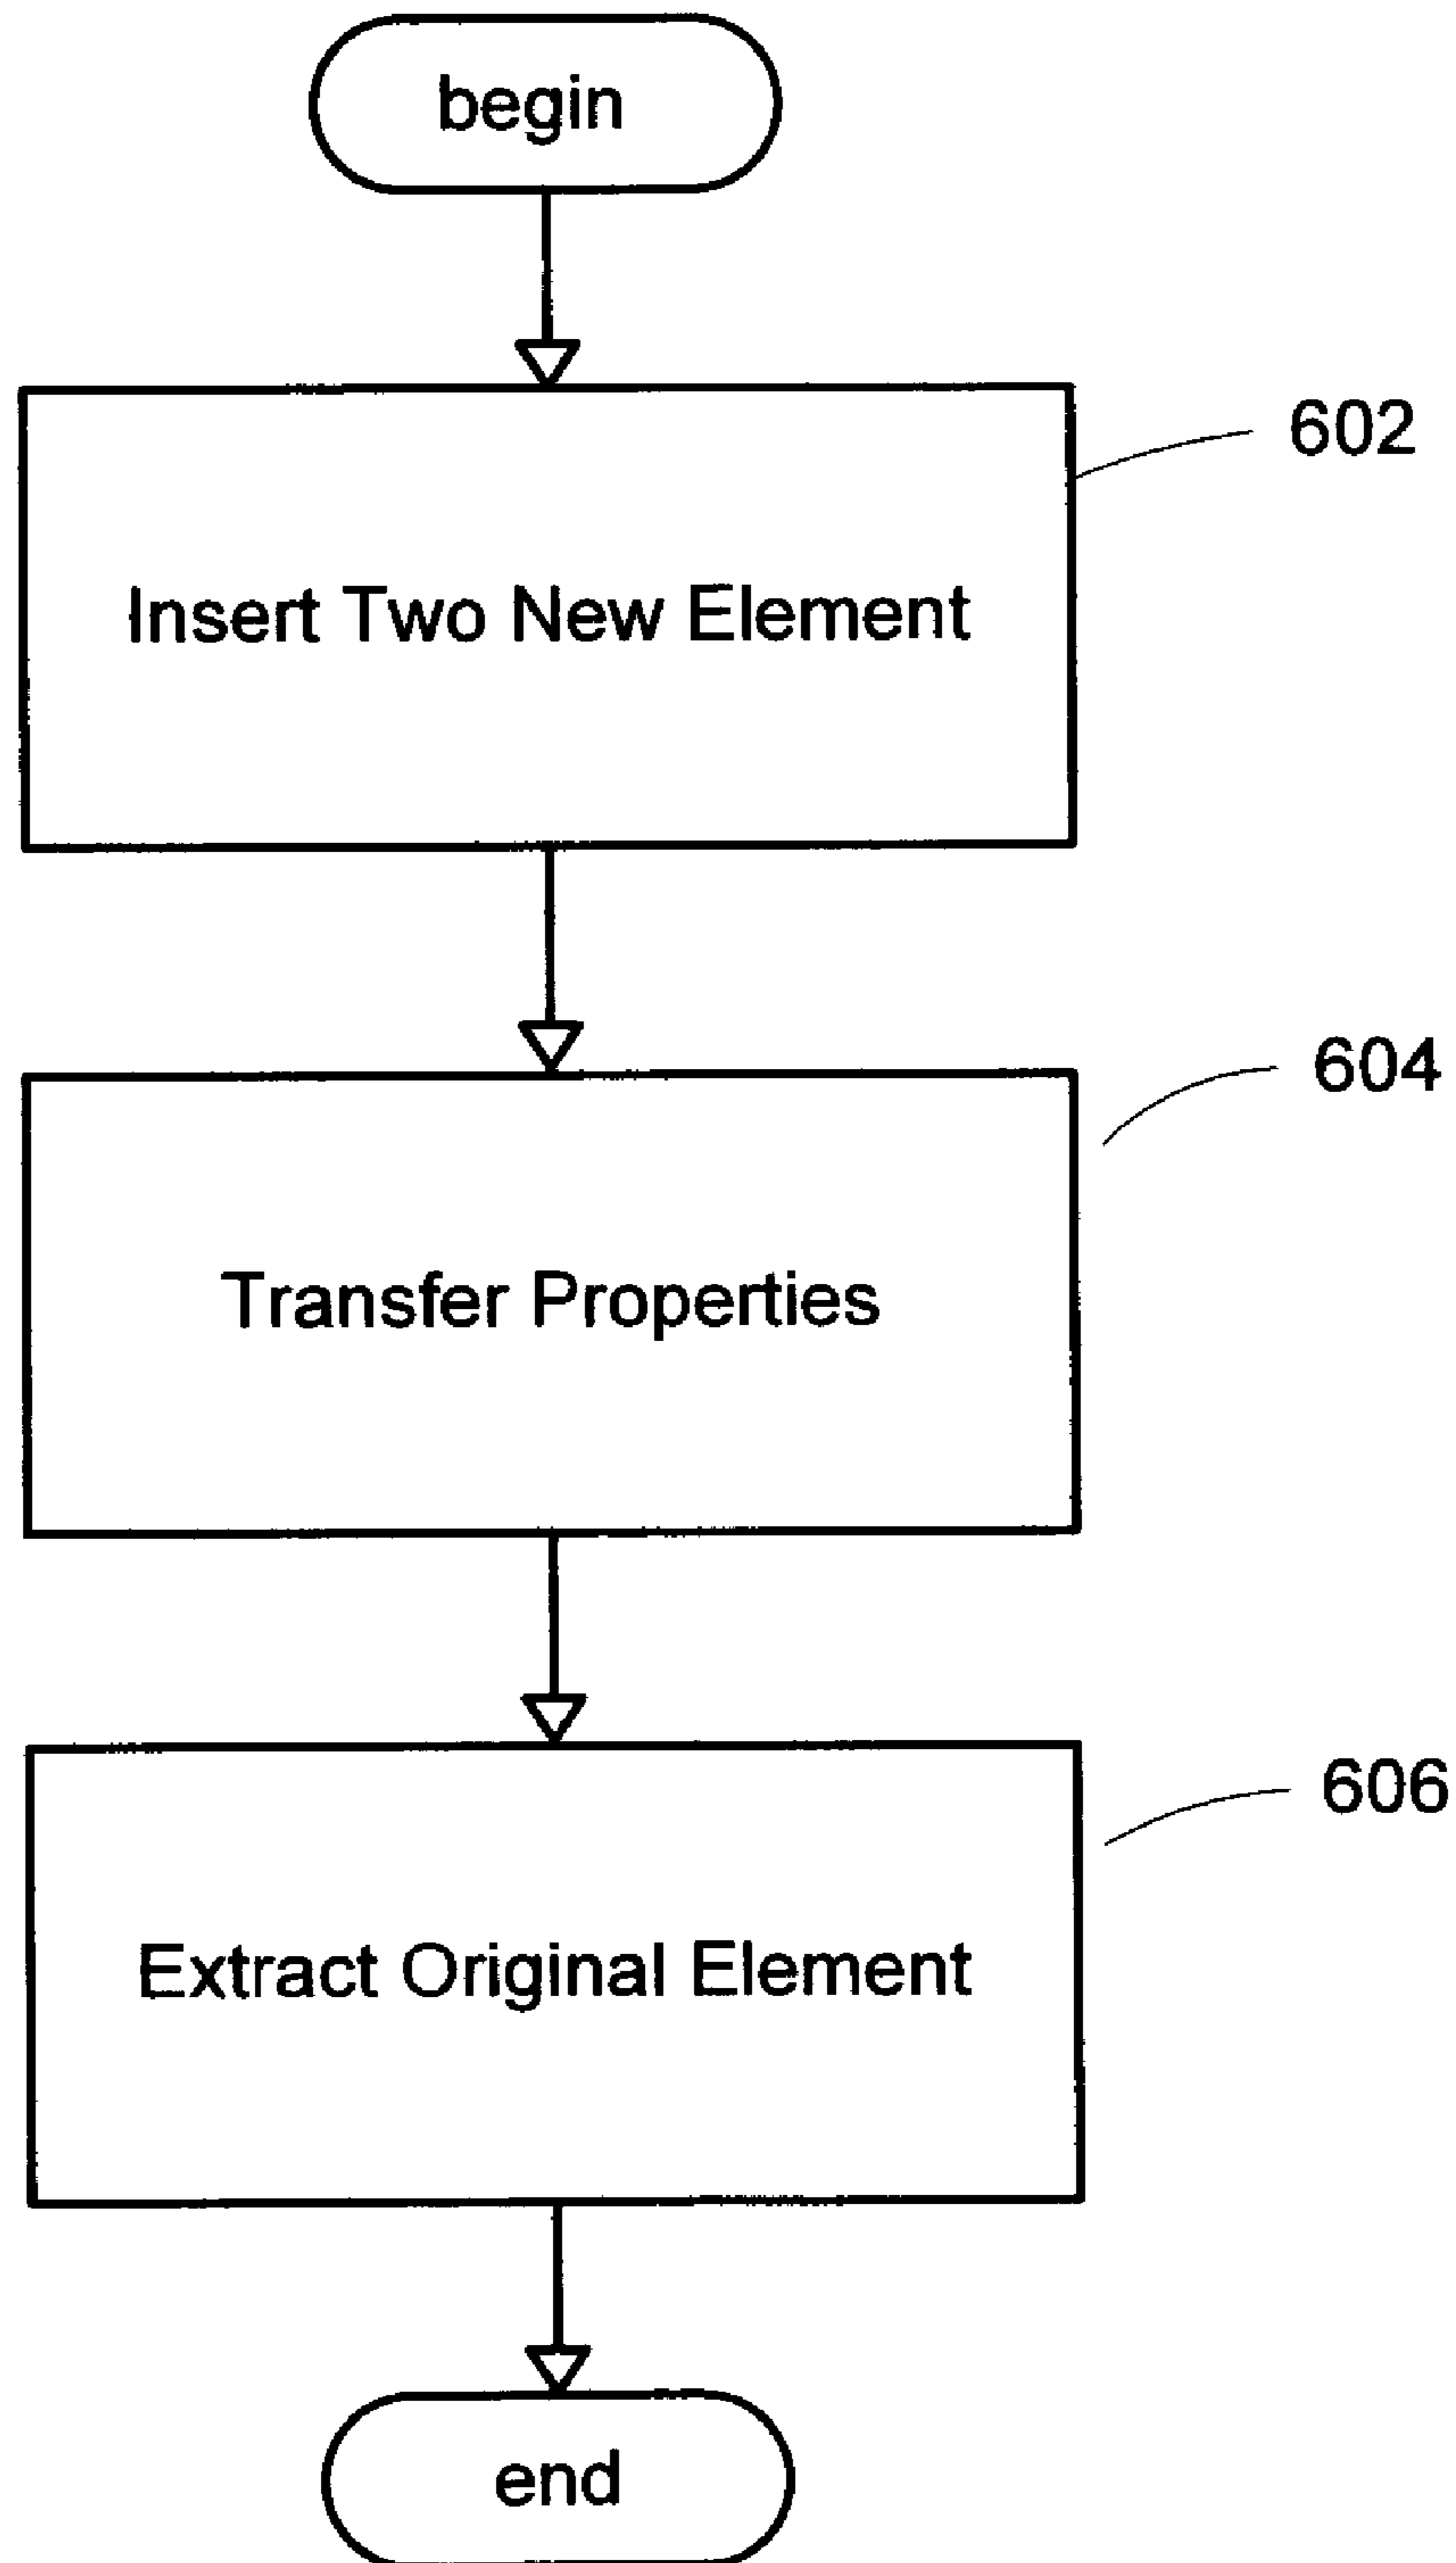 begin
602
Insert Two New Element
604
Transfer Properties
606
Extract Original Element
end